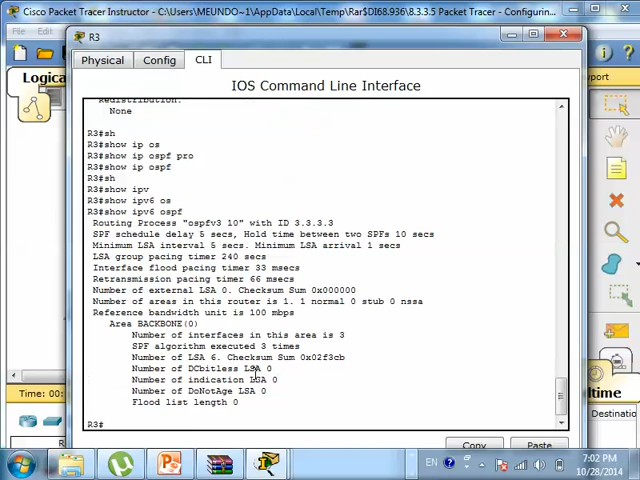 Cisco Packet Tracer Instructor - C:\Users\MEUNDO~1\AppData\Local\Temp\Rar$DI68.936\8.3.3.5 Packet Tracer - Configurin...
File
R3
Physical
Config
CLI
Logica
port
IOS Command Line Interface
Redistribution:
None
R3#sh
R3#show ip os
R3#show ip ospf pro
R3#show ip ospf
R3#sh
R3#show ipv
R3#show ipv6 os
R3#show ipv6 ospf
Routing Process "ospfv3 10" with ID 3.3.3.3
SPF schedule delay 5 secs, Hold time between two SPFs 10 secs
Minimum LSA interval 5 secs. Minimum LSA arrival 1 secs
LSA group pacing timer 240 secs
Interface flood pacing timer 33 msecs
Retransmission pacing timer 66 msecs
Number of external LSA 0. Checksum Sum 0x000000
Number of areas in this router is 1. 1 normal 0 stub 0 nssa
Reference bandwidth unit is 100 mbps
Area BACKBONE(0)
Number of interfaces in this area is 3
SPF algorithm executed 3 times
Number of LSA 6. Checksum Sum 0x02f3cb
Number of DCbitless LSA 0
Number of indication LSA 0
Number of DoNotAge LSA 0
Flood list length 0
R3#
Time: 00:
Destinatio
Copy
Paste
EN
7:02 PM
10/28/2014